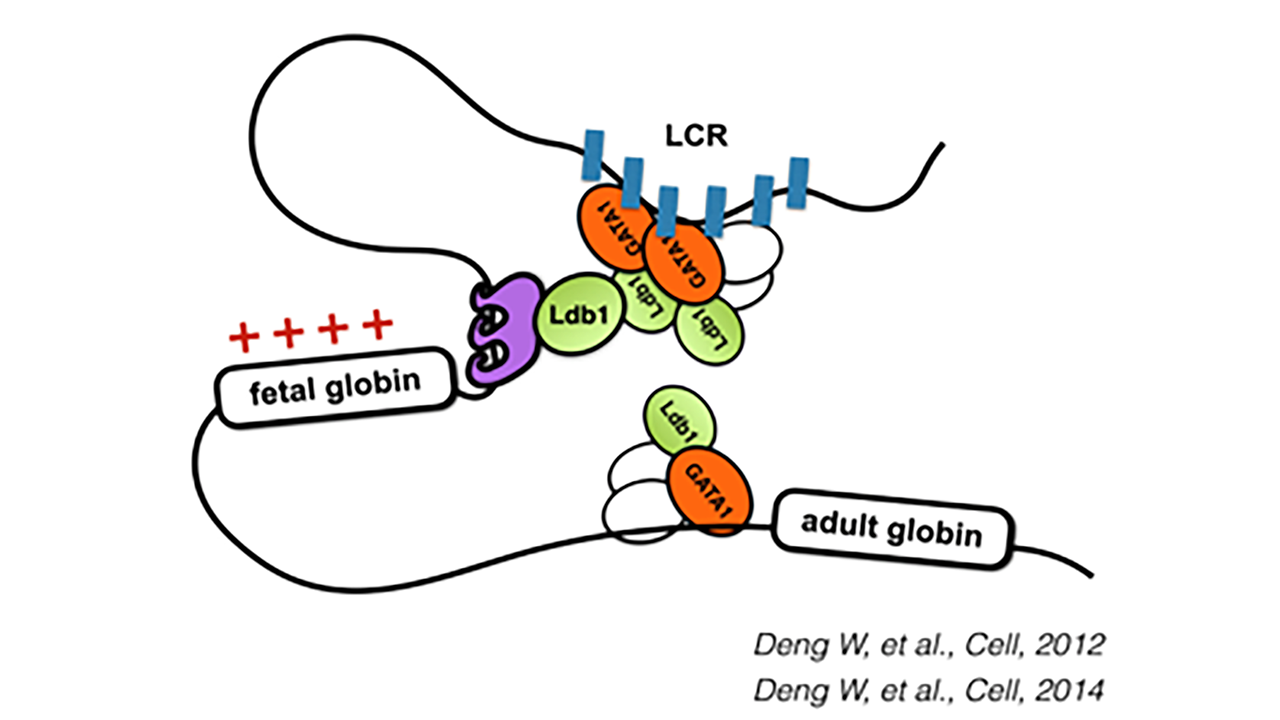 LCR
GATA1
GATA1
Ldb1
Ldb1
Ldb1
+ + + +
fetal globin
Ldb1
GATA1
adult globin
Deng W, et al., Cell, 2012
Deng W, et al., Cell, 2014